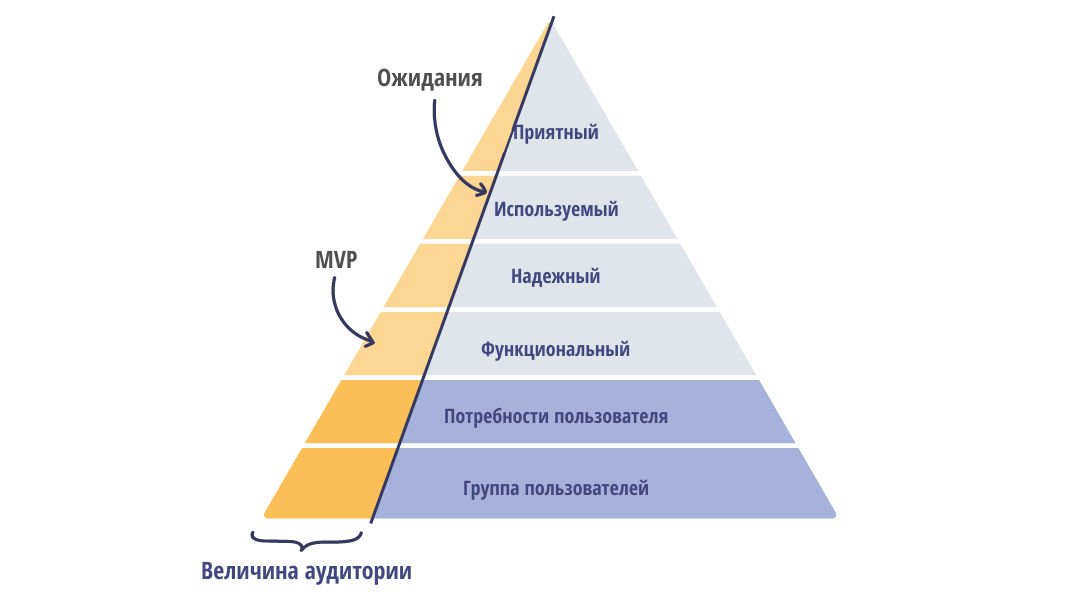 Ожидания
Приятный
Используемый
MVP
Надежный
Функциональный
Потребности пользователя
Группа пользователей
Величина аудитории